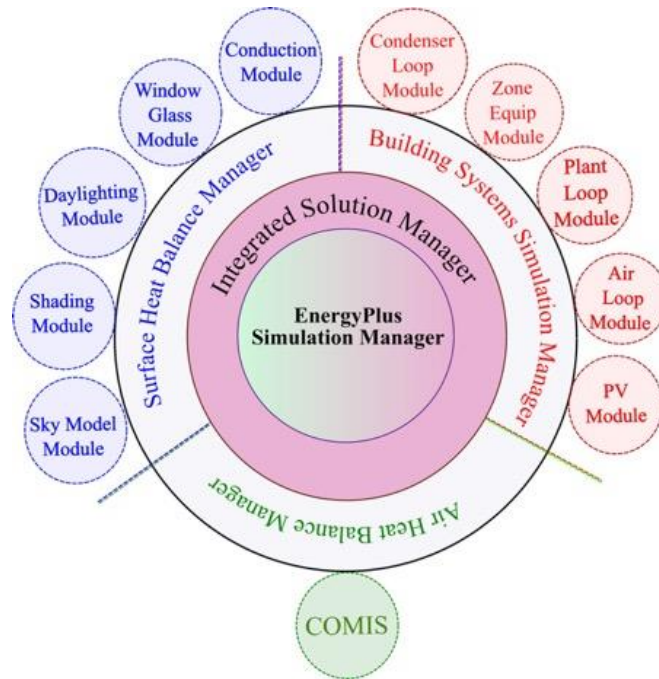 Conduction
Module
Condenser
Loop
Module
Window
Glass
Module
Zone
Equip
Module
Daylighting
Module
Plant
Loop
Module
Shading
Module
Air
Loop
Module
Sky Model
Module
PV
Module
Surface Heat Balance Manager
Building Systems Simulation Manager
Integrated Solution Manager
EnergyPlus
Simulation Manager
Air Heat Balance Manager
COMIS